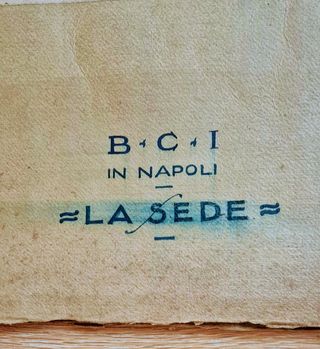 B·C·I
IN NAPOLI
≈LA SEDE≈